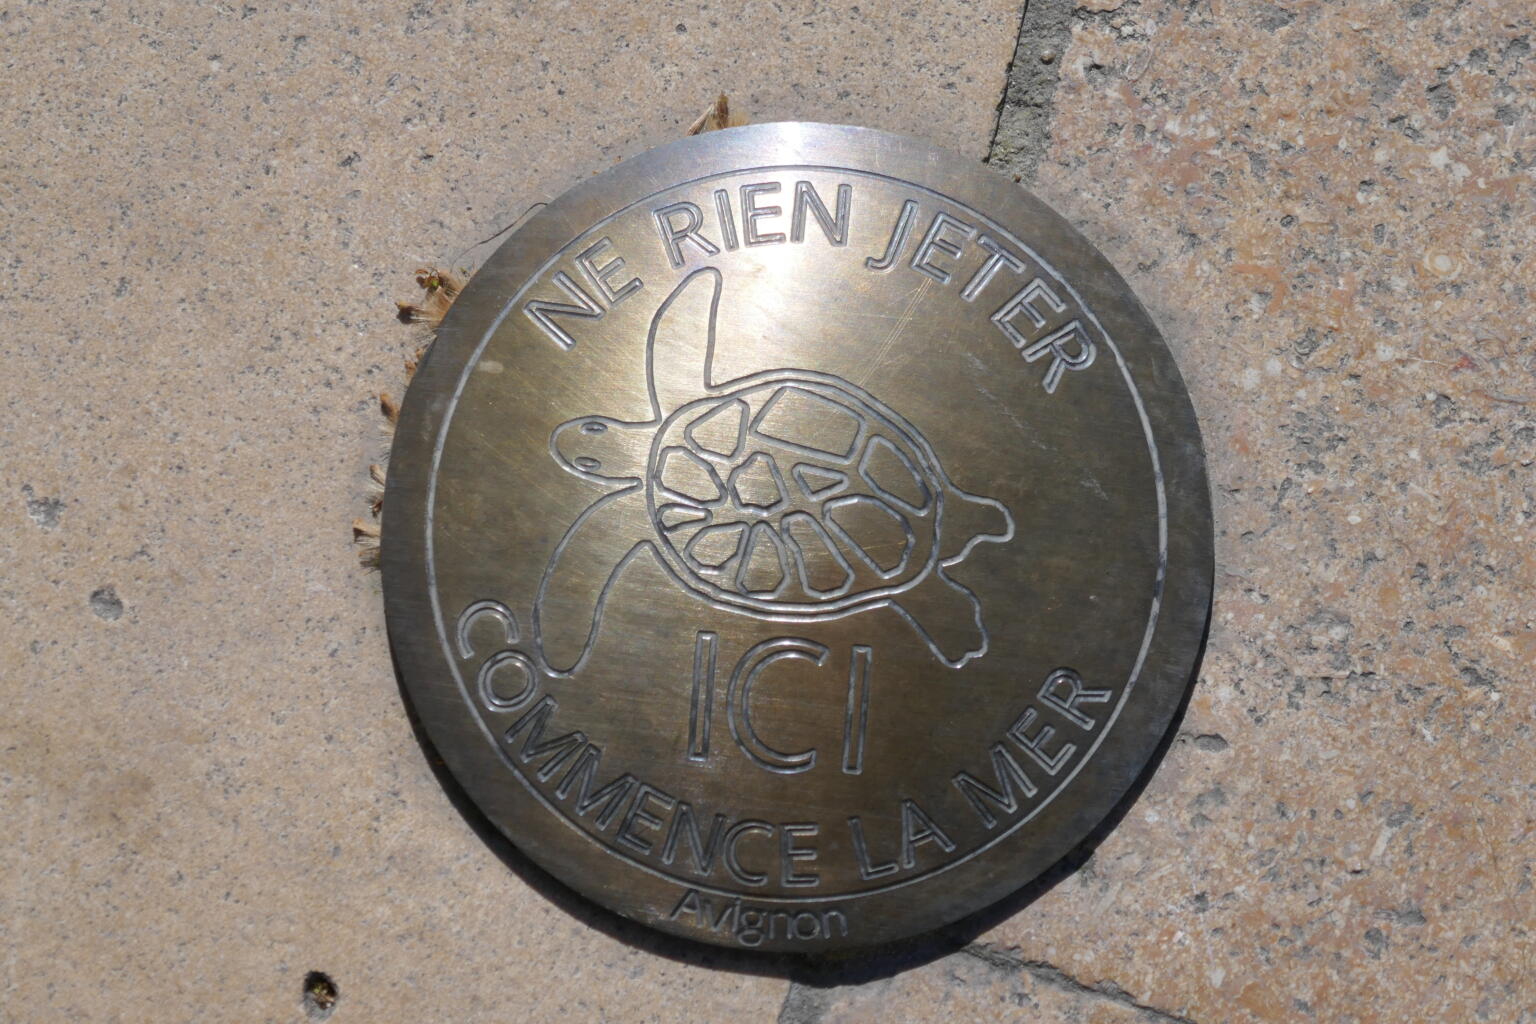 NE RIEN JETER
ICI
COMMENCE LA MER
Avignon